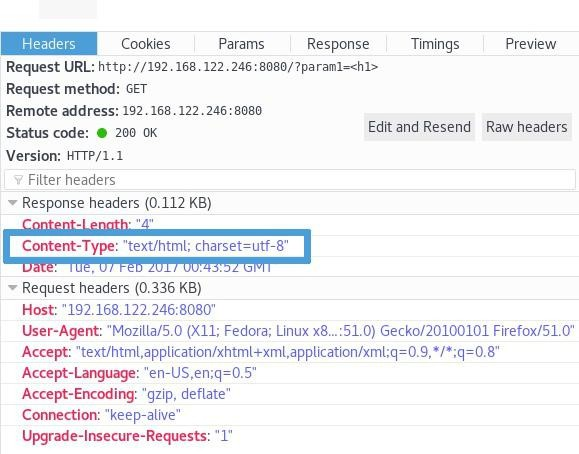 Headers Cookies Params Response Timings Preview
Request URL: http://192.168.122.246:8080/?param1=<h1>
Request method: GET
Remote address: 192.168.122.246:8080
Status code: 200 OK
Edit and Resend Raw headers
Version: HTTP/1.1
Filter headers
Response headers (0.112 KB)
Content-Length: "4"
Content-Type: "text/html; charset=utf-8"
Date: "Tue, 07 Feb 2017 00:43:52 GMT"
Request headers (0.336 KB)
Host: "192.168.122.246:8080"
User-Agent: "Mozilla/5.0 (X11; Fedora; Linux x8...:51.0) Gecko/20100101 Firefox/51.0"
Accept: "text/html,application/xhtml+xml,application/xml;q=0.9,*/*;q=0.8"
Accept-Language: "en-US,en;q=0.5"
Accept-Encoding: "gzip, deflate"
Connection: "keep-alive"
Upgrade-Insecure-Requests: "1"